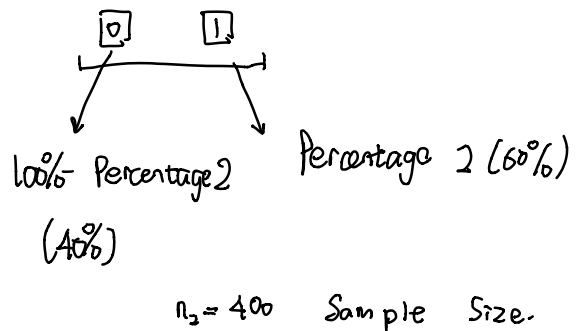 0 1
100%- Percentage 2
Percentage 2 (60%)
(40%)
n₂ = 400 Sample Size.